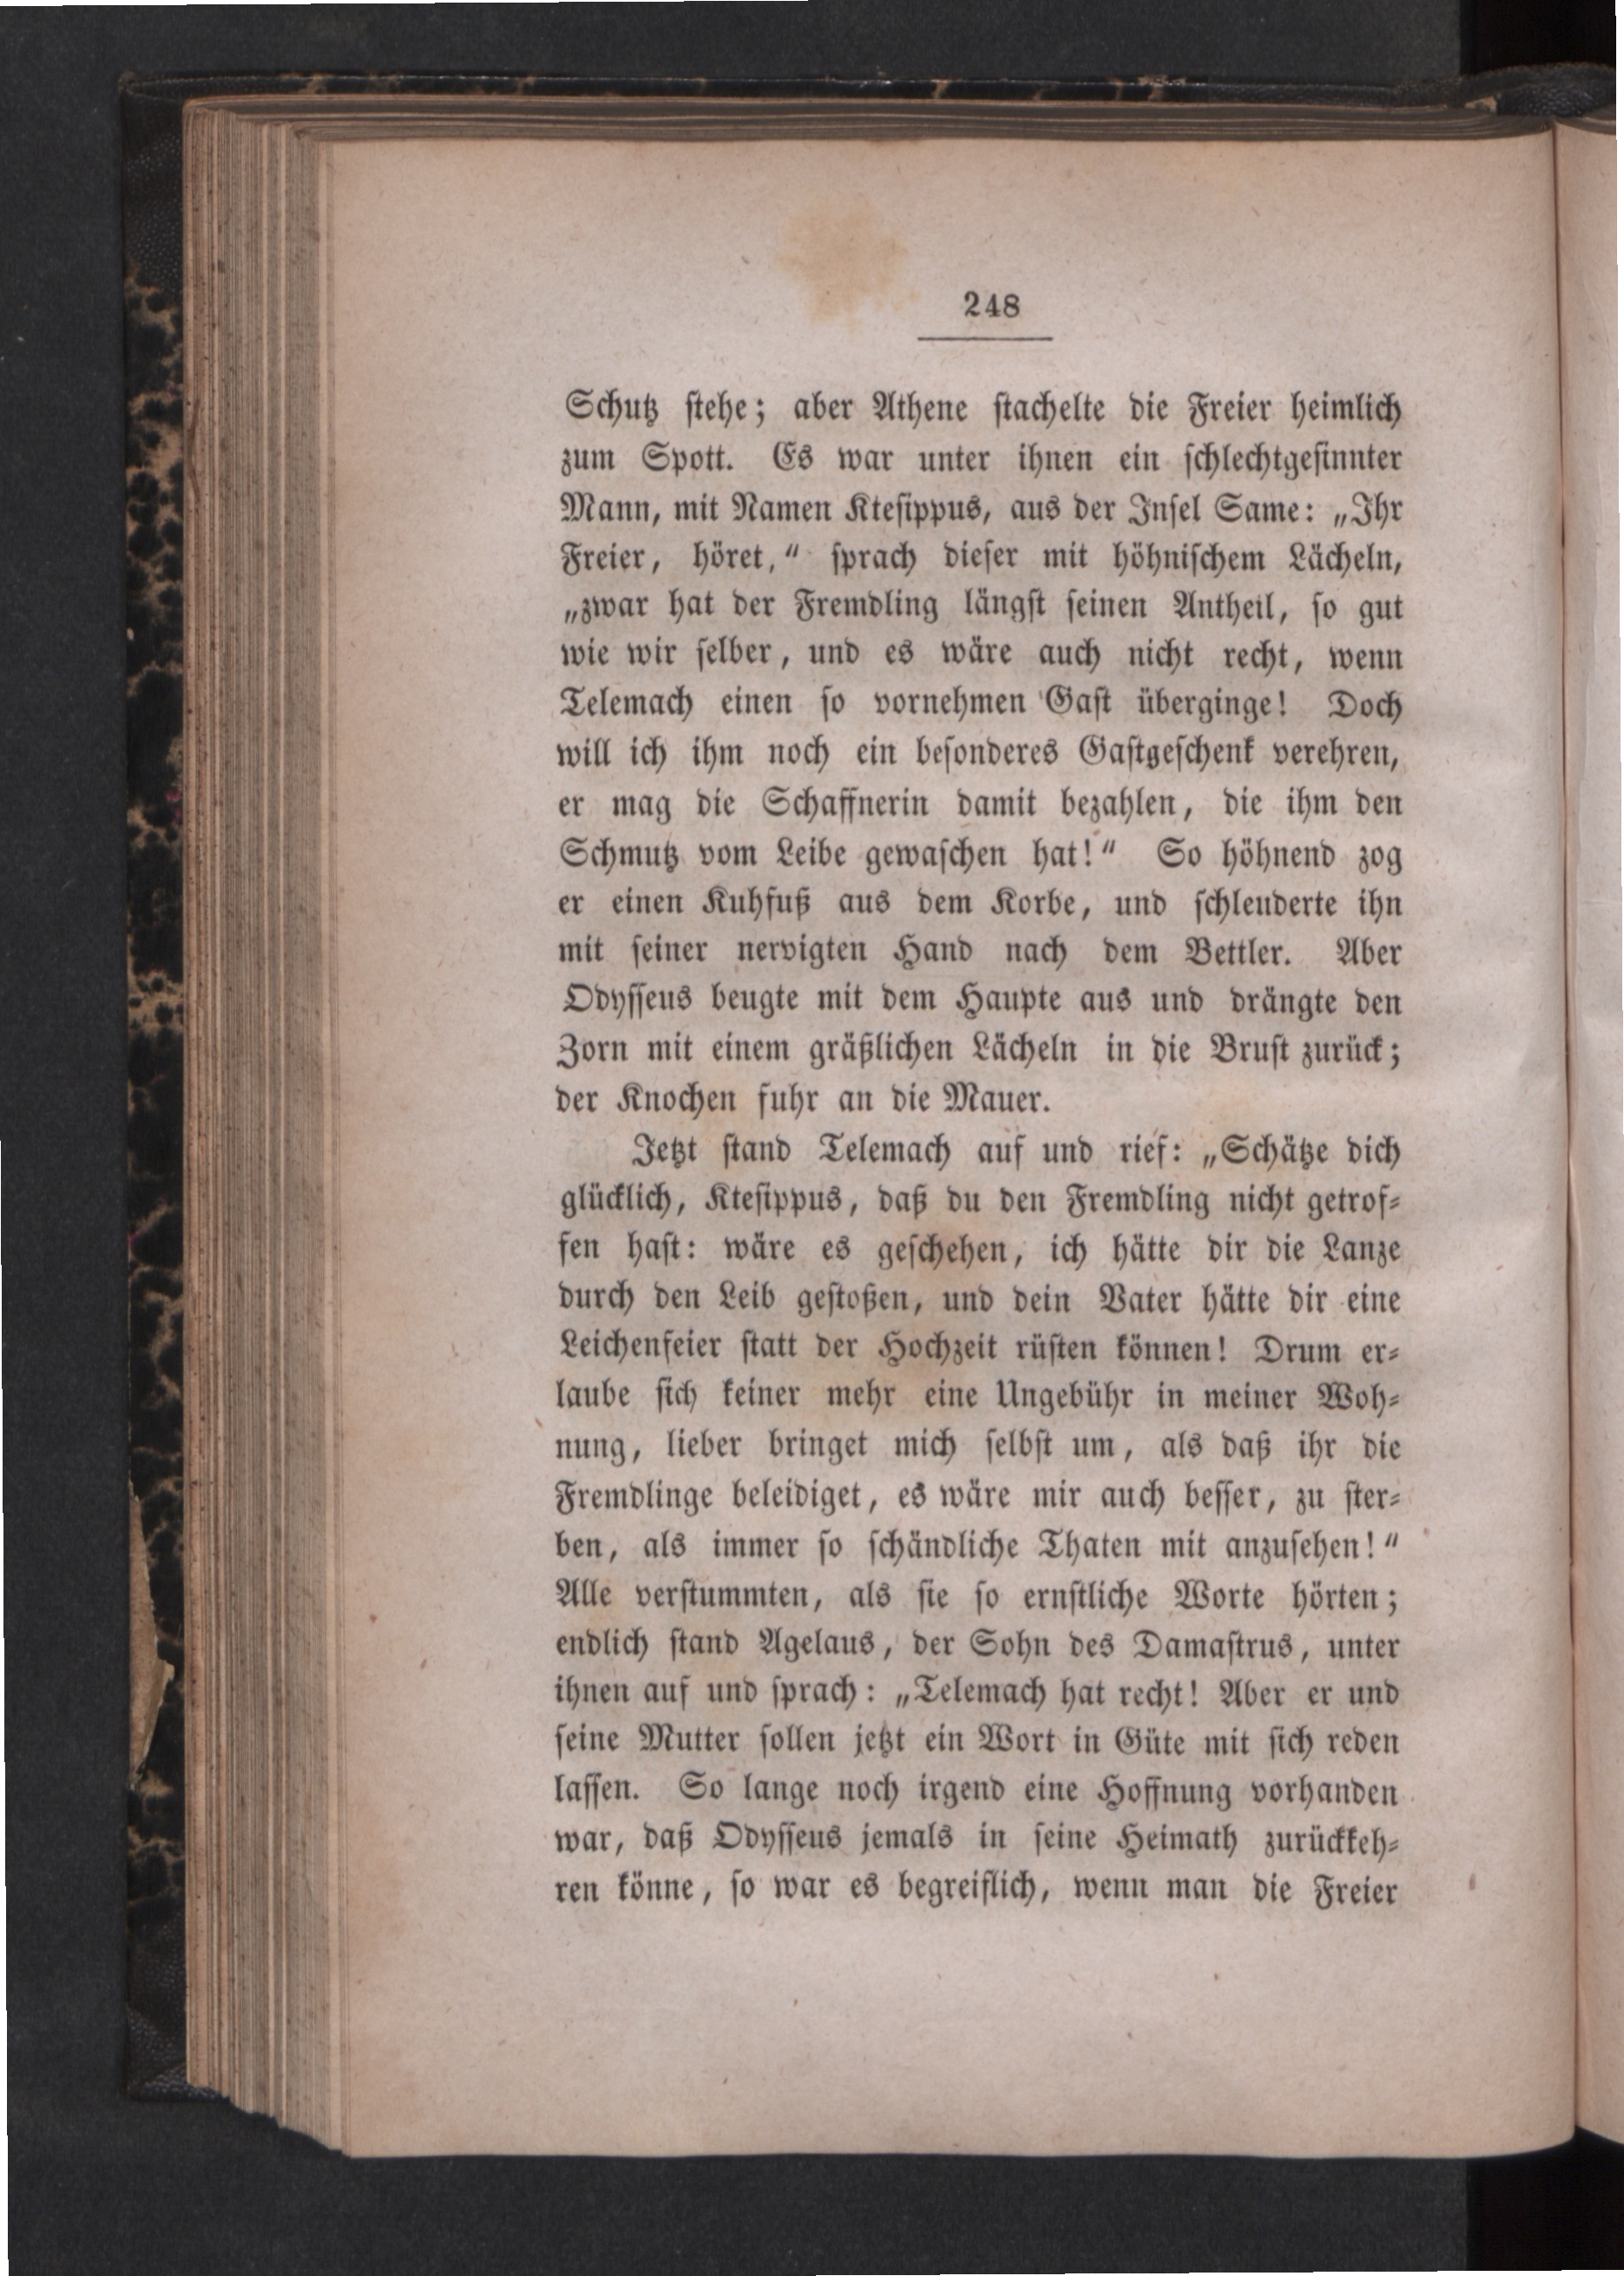 248
Schutz stehe; aber Athene stachelte die Freier heimlich
zum Spott. Es war unter ihnen ein schlechtgesinnter
Mann, mit Namen Ktesippus, aus der Insel Same: „Ihr
Freier, höret,“ sprach dieser mit höhnischem Lächeln,
„zwar hat der Fremdling längst seinen Antheil, so gut
wie wir selber, und es wäre auch nicht recht, wenn
Telemach einen so vornehmen Gast überginge! Doch
will ich ihm noch ein besonderes Gastgeschenk verehren,
er mag die Schaffnerin damit bezahlen, die ihm den
Schmutz vom Leibe gewaschen hat!“ So höhnend zog
er einen Kuhfuß aus dem Korbe, und schleuderte ihn
mit seiner nervigten Hand nach dem Bettler. Aber
Odysseus beugte mit dem Haupte aus und drängte den
Zorn mit einem gräßlichen Lächeln in die Brust zurück;
der Knochen fuhr an die Mauer.
Jetzt stand Telemach auf und rief: „Schätze dich
glücklich, Ktesippus, daß du den Fremdling nicht getrof-
fen hast: wäre es geschehen, ich hätte dir die Lanze
durch den Leib gestoßen, und dein Vater hätte dir eine
Leichenfeier statt der Hochzeit rüsten können! Drum er-
laube sich keiner mehr eine Ungebühr in meiner Woh-
nung, lieber bringet mich selbst um, als daß ihr die
Fremdlinge beleidiget, es wäre mir auch besser, zu ster-
ben, als immer so schändliche Thaten mit anzusehen!“
Alle verstummten, als sie so ernstliche Worte hörten;
endlich stand Agelaus, der Sohn des Damastrus, unter
ihnen auf und sprach: „Telemach hat recht! Aber er und
seine Mutter sollen jetzt ein Wort in Güte mit sich reden
lassen. So lange noch irgend eine Hoffnung vorhanden
war, daß Odysseus jemals in seine Heimath zurückkeh-
ren könne, so war es begreiflich, wenn man die Freier